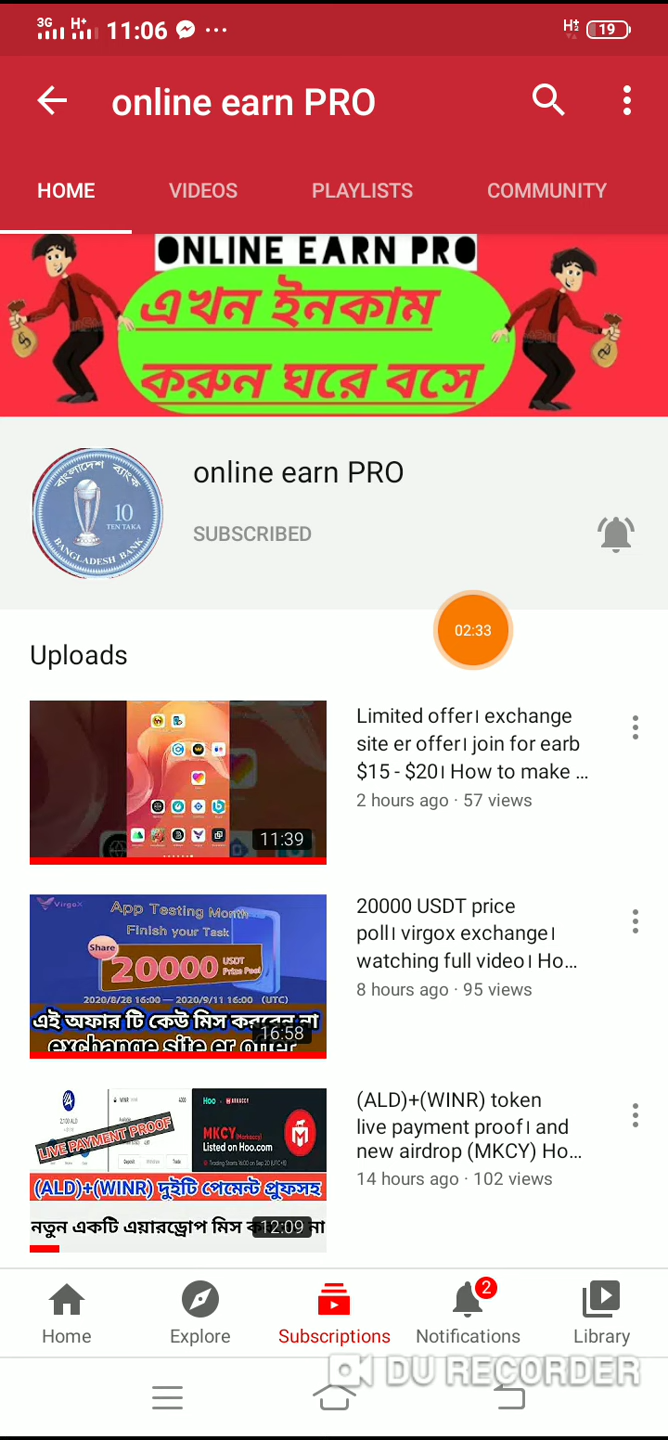 3G H+ 11:06 ... H+ 19
online earn PRO
HOME VIDEOS PLAYLISTS COMMUNITY
ONLINE EARN PRO
এখন ইনকাম
করুন ঘরে বসে
বাংলাদেশ ব্যাংক
10
TEN TAKA
BANGLADESH BANK
online earn PRO
SUBSCRIBED
02:33
Uploads
11:39
Limited offer। exchange
site er offer। join for earb
$15 - $20। How to make ...
2 hours ago · 57 views
VirgoX
App Testing Month
Finish your Task
Share
20000 USDT
Prize Pool
2020/8/28 16:00 — 2020/9/11 16:00 (UTC)
এই অফার টি কেউ মিস করবেন না
exchange site er offer
16:58
20000 USDT price
poll। virgox exchange।
watching full video। Ho...
8 hours ago · 95 views
LIVE PAYMENT PROOF
Hoo
MKCY
Listed on Hoo.com
(ALD)+(WINR) দুইটি পেমেন্ট প্রুফসহ
নতুন একটি এয়ারড্রোপ মিস না
12:09
(ALD)+(WINR) token
live payment proof। and
new airdrop (MKCY) Ho...
14 hours ago · 102 views
2
Home Explore Subscriptions Notifications Library
DU RECORDER